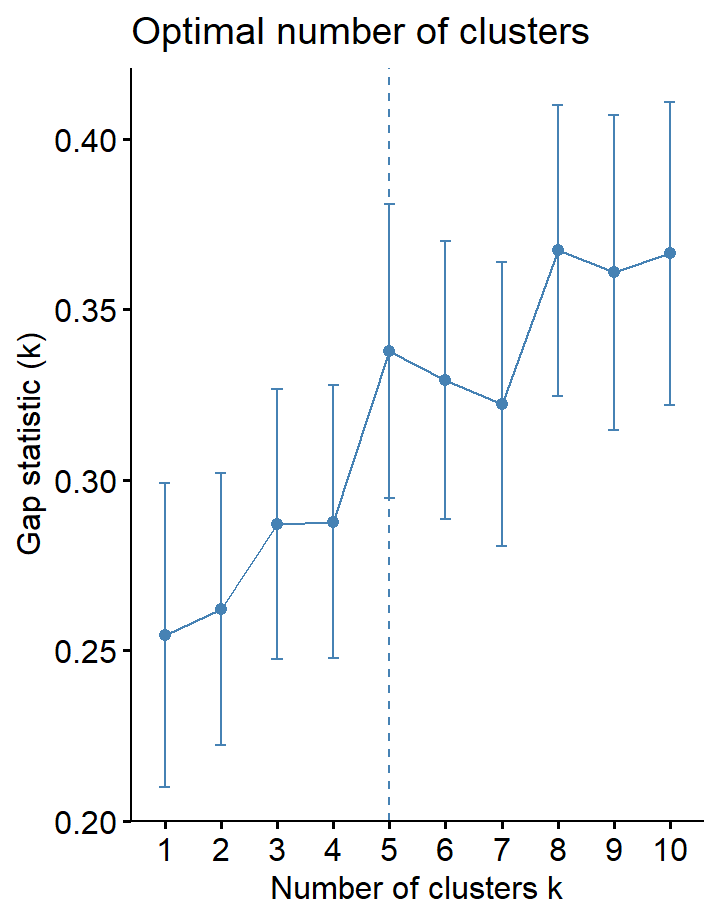 Optimal number of clusters
Gap statistic (k)
0.40
0.35
0.30
0.25
0.20
1 2 3 4 5 6 7 8 9 10
Number of clusters k